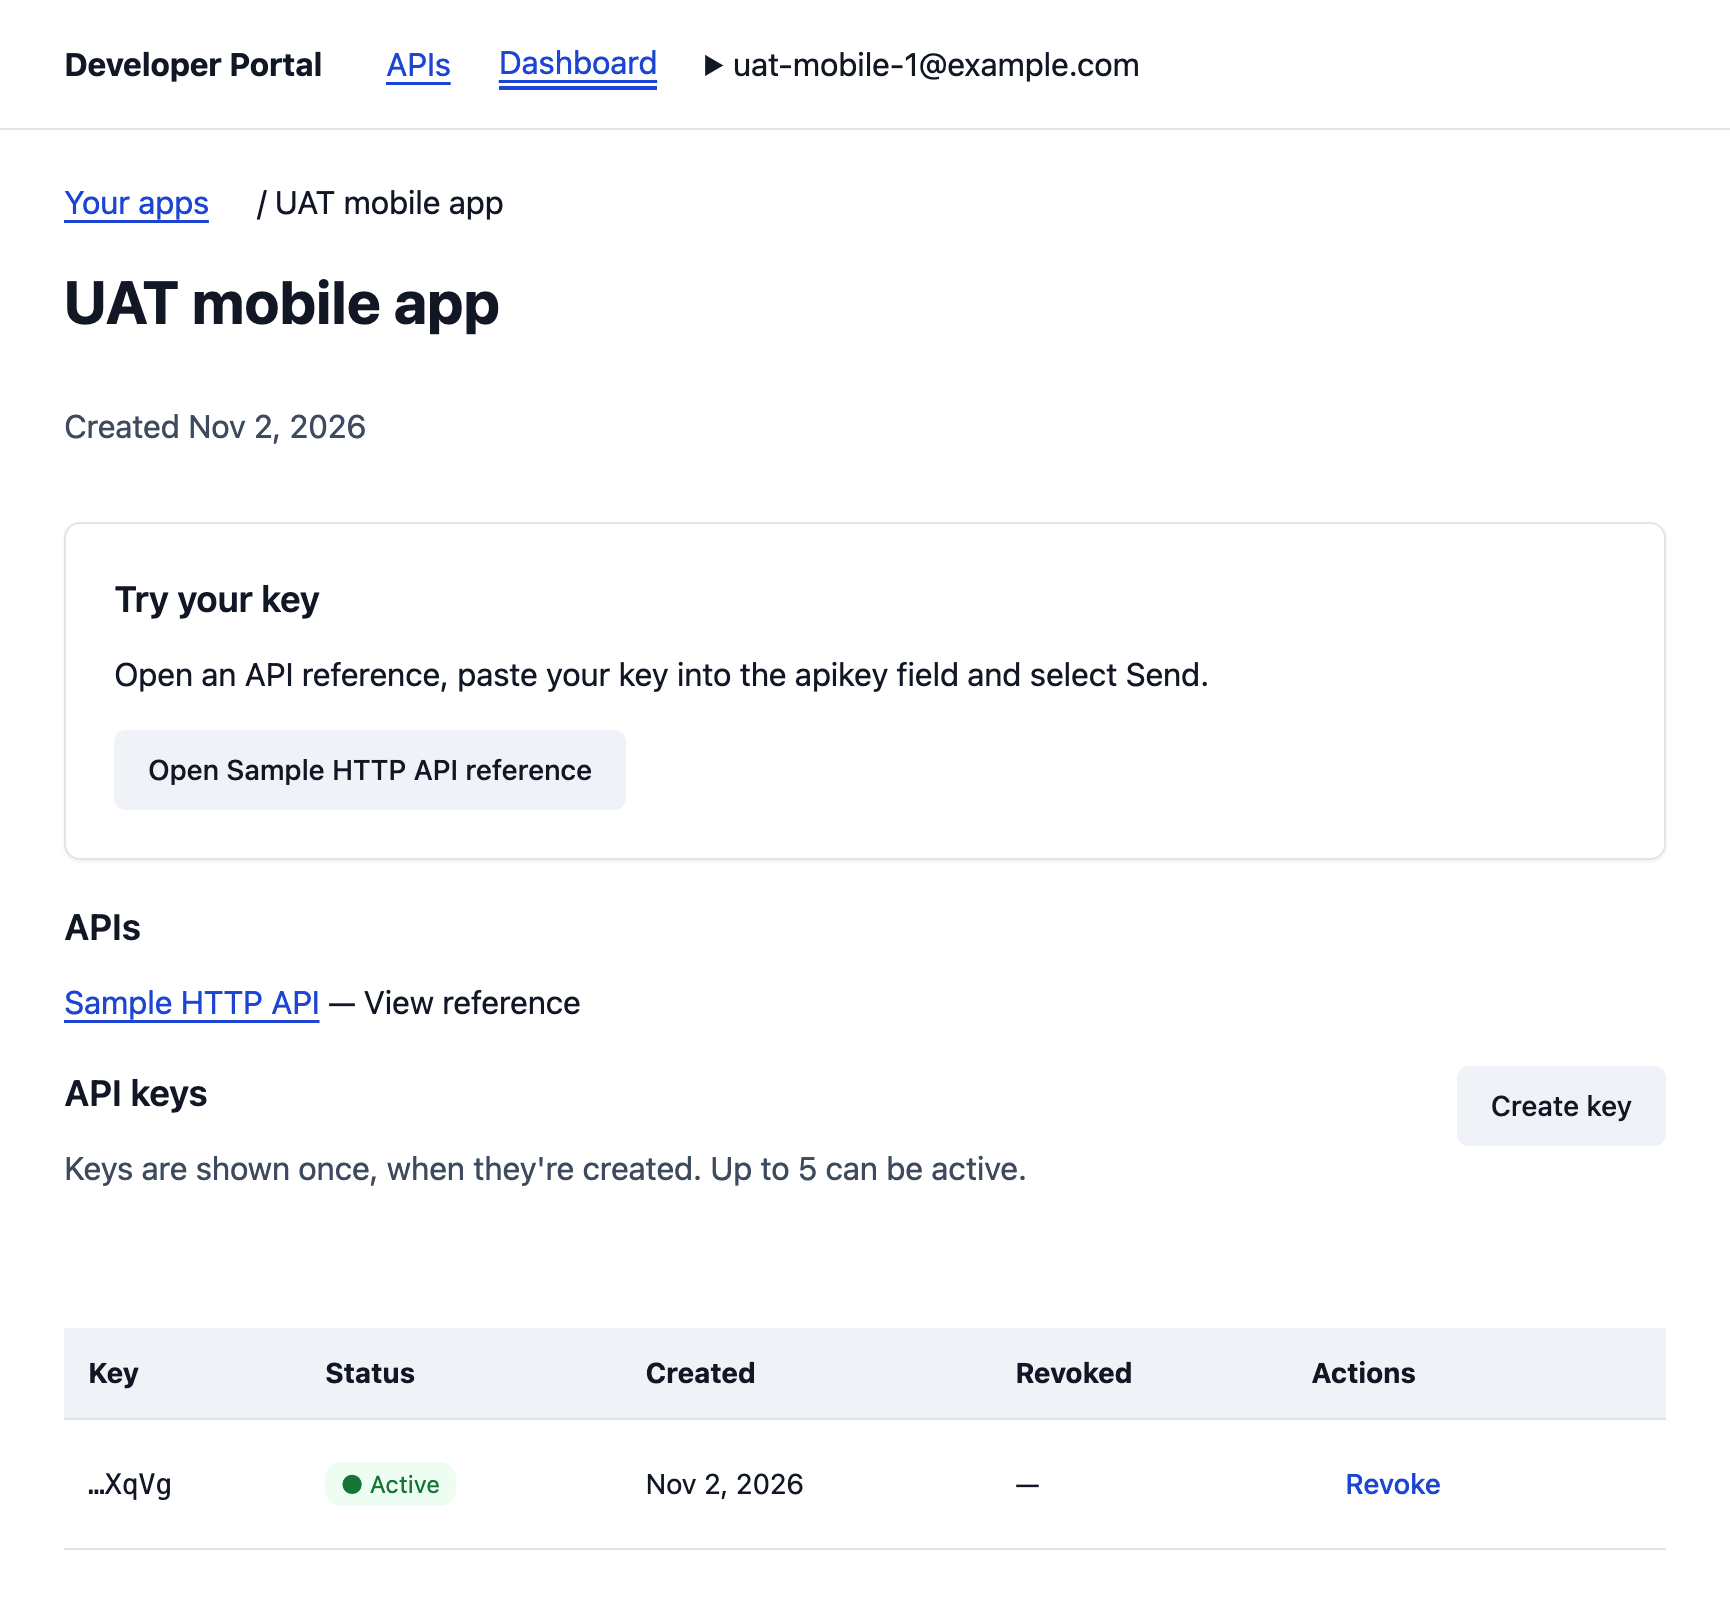 Developer Portal APIs Dashboard ▶ uat-mobile-1@example.com
Your apps / UAT mobile app
UAT mobile app
Created Nov 2, 2026
Try your key
Open an API reference, paste your key into the apikey field and select Send.
Open Sample HTTP API reference
APIs
Sample HTTP API — View reference
API keys
Create key
Keys are shown once, when they're created. Up to 5 can be active.
Key Status Created Revoked Actions
…XqVg Active Nov 2, 2026 — Revoke